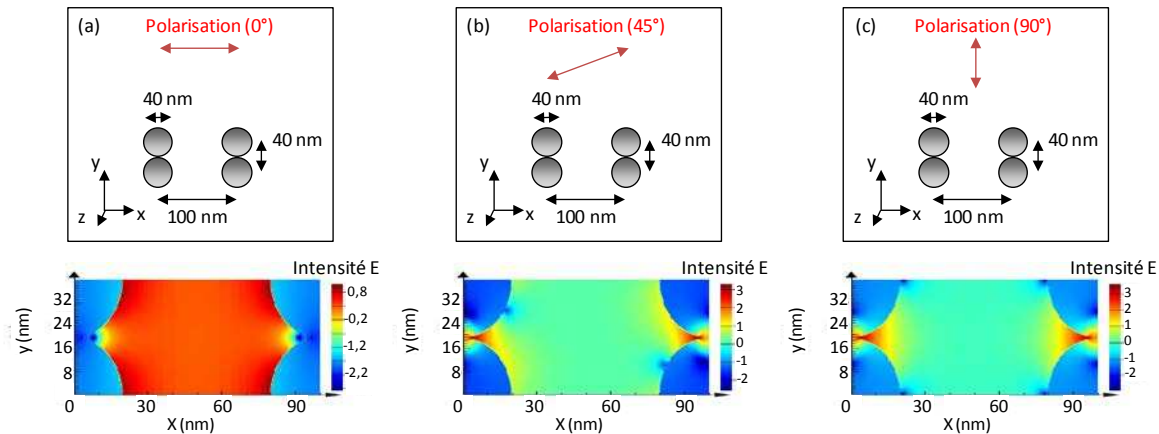 (a) Polarisation (0°)
40 nm
40 nm
y
z
x
100 nm
Intensité E
0,8
-0,2
-1,2
-2,2
y (nm)
32
24
16
8
0 30 60 90
X (nm)
(b) Polarisation (45°)
40 nm
40 nm
y
z
x
100 nm
Intensité E
3
2
1
0
-1
-2
y (nm)
32
24
16
8
0 30 60 90
X (nm)
(c) Polarisation (90°)
40 nm
40 nm
y
z
x
100 nm
Intensité E
3
2
1
0
-1
-2
y (nm)
32
24
16
8
0 30 60 90
X (nm)